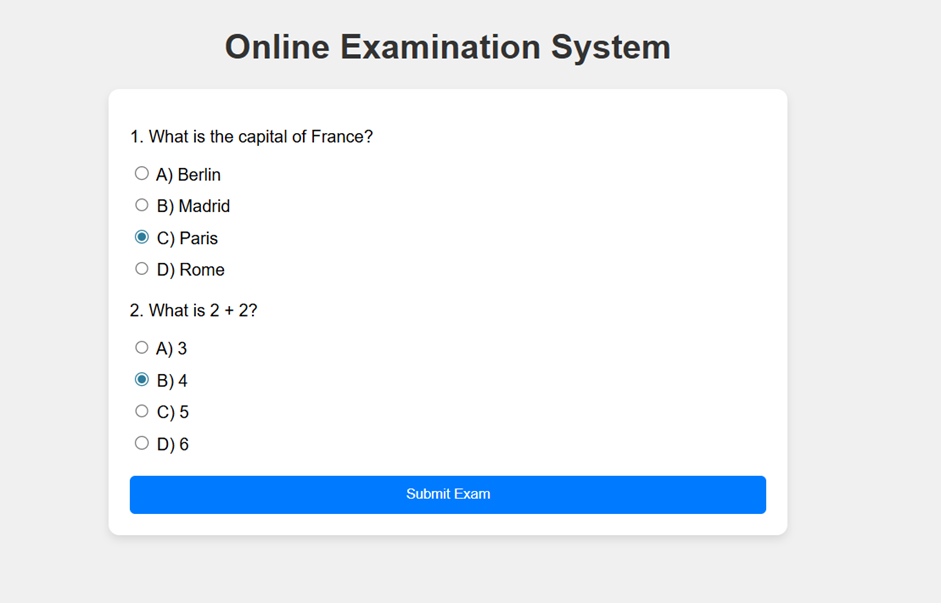 Online Examination System
1. What is the capital of France?
A) Berlin
B) Madrid
C) Paris
D) Rome
2. What is 2 + 2?
A) 3
B) 4
C) 5
D) 6
Submit Exam